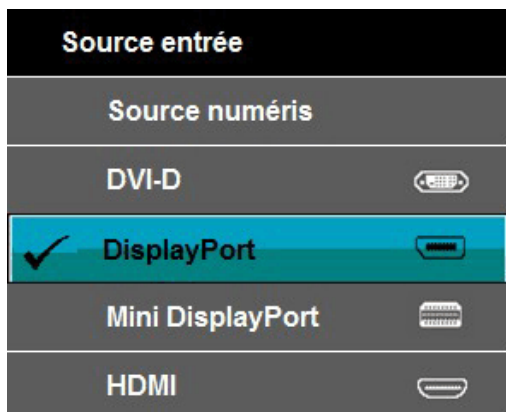 Source entrée
Source numéris
DVI-D
DisplayPort
Mini DisplayPort
HDMI